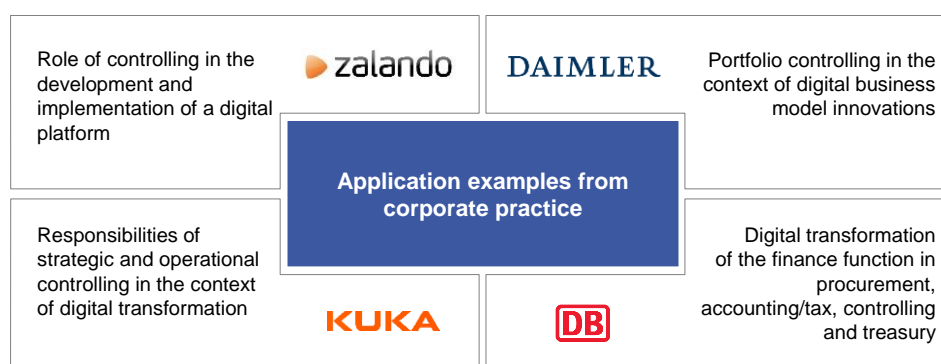 Role of controlling in the
development and
implementation of a digital
platform
zalando
DAIMLER
Portfolio controlling in the
context of digital business
model innovations
Application examples from
corporate practice
Responsibilities of
strategic and operational
controlling in the context
of digital transformation
KUKA
DB
Digital transformation
of the finance function in
procurement,
accounting/tax, controlling
and treasury